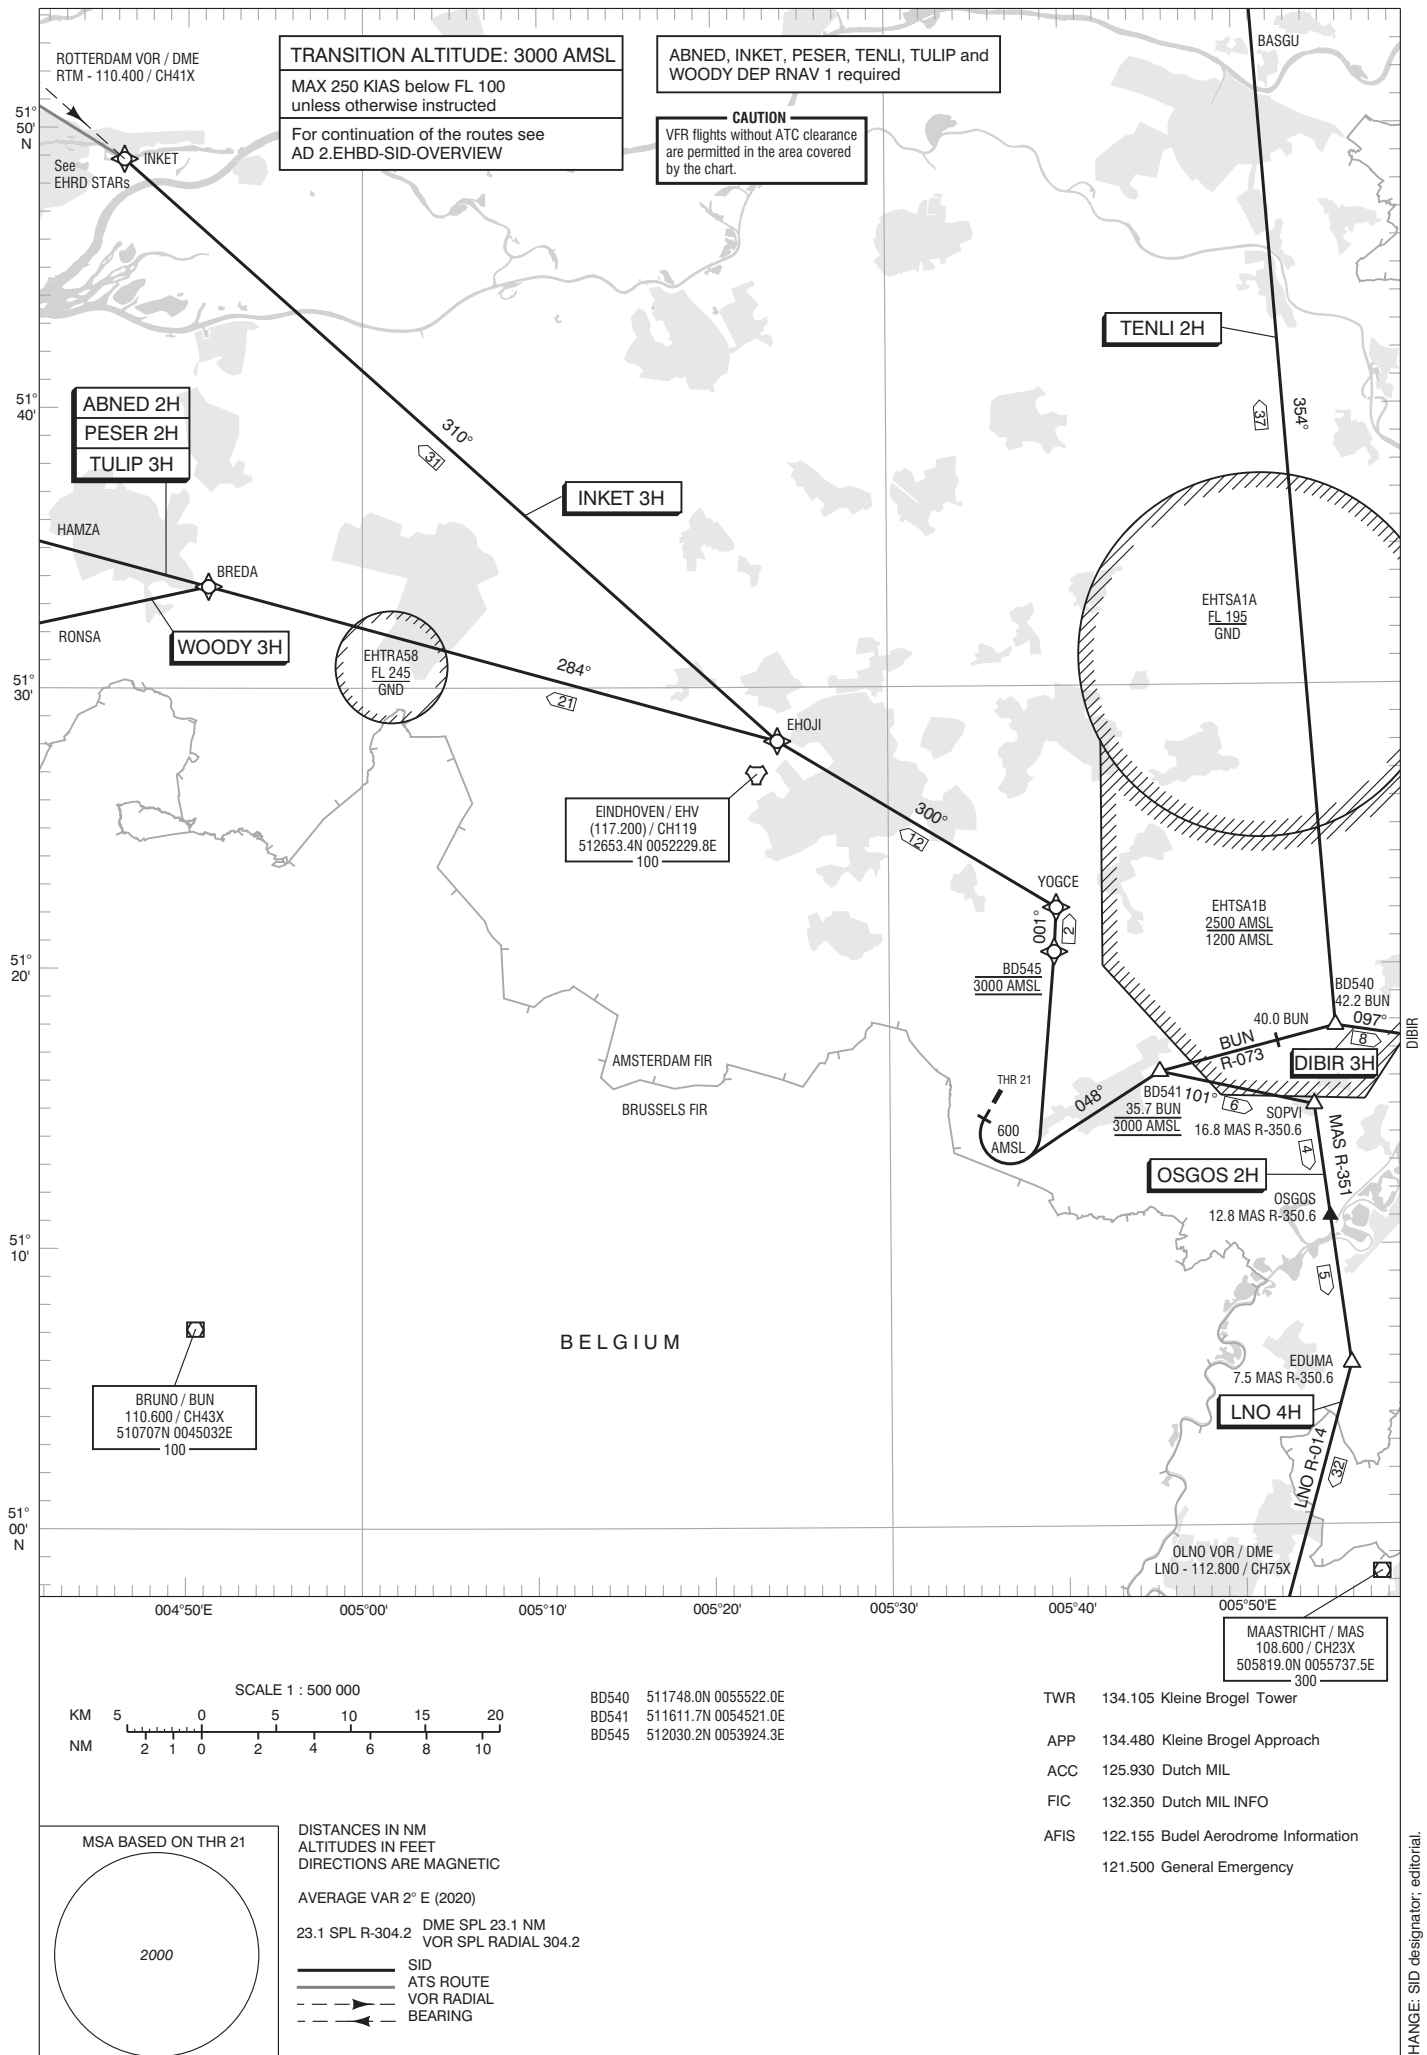 ROTTERDAM VOR / DME
RTM - 110.400 / CH41X
TRANSITION ALTITUDE: 3000 AMSL
MAX 250 KIAS below FL 100
unless otherwise instructed
For continuation of the routes see
AD 2.EHBD-SID-OVERVIEW
ABNED, INKET, PESER, TENLI, TULIP and
WOODY DEP RNAV 1 required
CAUTION
VFR flights without ATC clearance
are permitted in the area covered
by the chart.
BASGU
51°
50'
N
INKET
See
EHRD STARs
TENLI 2H
51°
40'
ABNED 2H
PESER 2H
TULIP 3H
310°
31
37
354°
INKET 3H
HAMZA
BREDA
RONSA
WOODY 3H
EHTRA58
FL 245
GND
284°
21
EHTSA1A
FL 195
GND
51°
30'
EHOJI
EINDHOVEN / EHV
(117.200) / CH119
512653.4N 0052229.8E
100
300°
12
YOGCE
001°
2
EHTSA1B
2500 AMSL
1200 AMSL
51°
20'
BD545
3000 AMSL
BD540
42.2 BUN
40.0 BUN
097°
8
DIBIR
BUN
R-073
DIBIR 3H
AMSTERDAM FIR
BRUSSELS FIR
THR 21
600
AMSL
048°
BD541
35.7 BUN
3000 AMSL
101°
6
SOPVI
16.8 MAS R-350.6
4
MAS R-351
OSGOS 2H
OSGOS
12.8 MAS R-350.6
51°
10'
5
BELGIUM
EDUMA
7.5 MAS R-350.6
BRUNO / BUN
110.600 / CH43X
510707N 0045032E
100
LNO 4H
LNO R-014
32
51°
00'
N
OLNO VOR / DME
LNO - 112.800 / CH75X
004°50'E
005°00'
005°10'
005°20'
005°30'
005°40'
005°50'E
MAASTRICHT / MAS
108.600 / CH23X
505819.0N 0055737.5E
300
SCALE 1 : 500 000
KM 5 0 5 10 15 20
NM 2 1 0 2 4 6 8 10
BD540 511748.0N 0055522.0E
BD541 511611.7N 0054521.0E
BD545 512030.2N 0053924.3E
TWR 134.105 Kleine Brogel Tower
APP 134.480 Kleine Brogel Approach
ACC 125.930 Dutch MIL
FIC 132.350 Dutch MIL INFO
AFIS 122.155 Budel Aerodrome Information
121.500 General Emergency
MSA BASED ON THR 21
2000
DISTANCES IN NM
ALTITUDES IN FEET
DIRECTIONS ARE MAGNETIC
AVERAGE VAR 2° E (2020)
23.1 SPL R-304.2
DME SPL 23.1 NM
VOR SPL RADIAL 304.2
SID
ATS ROUTE
VOR RADIAL
BEARING
HANGE: SID designator; editorial.